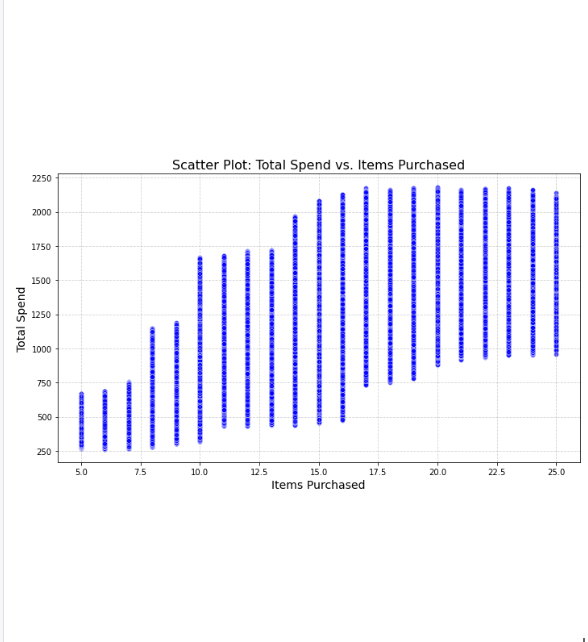 Scatter Plot: Total Spend vs. Items Purchased
2250
2000
1750
1500
1250
1000
750
500
250
Total Spend
5.0 7.5 10.0 12.5 15.0 17.5 20.0 22.5 25.0
Items Purchased